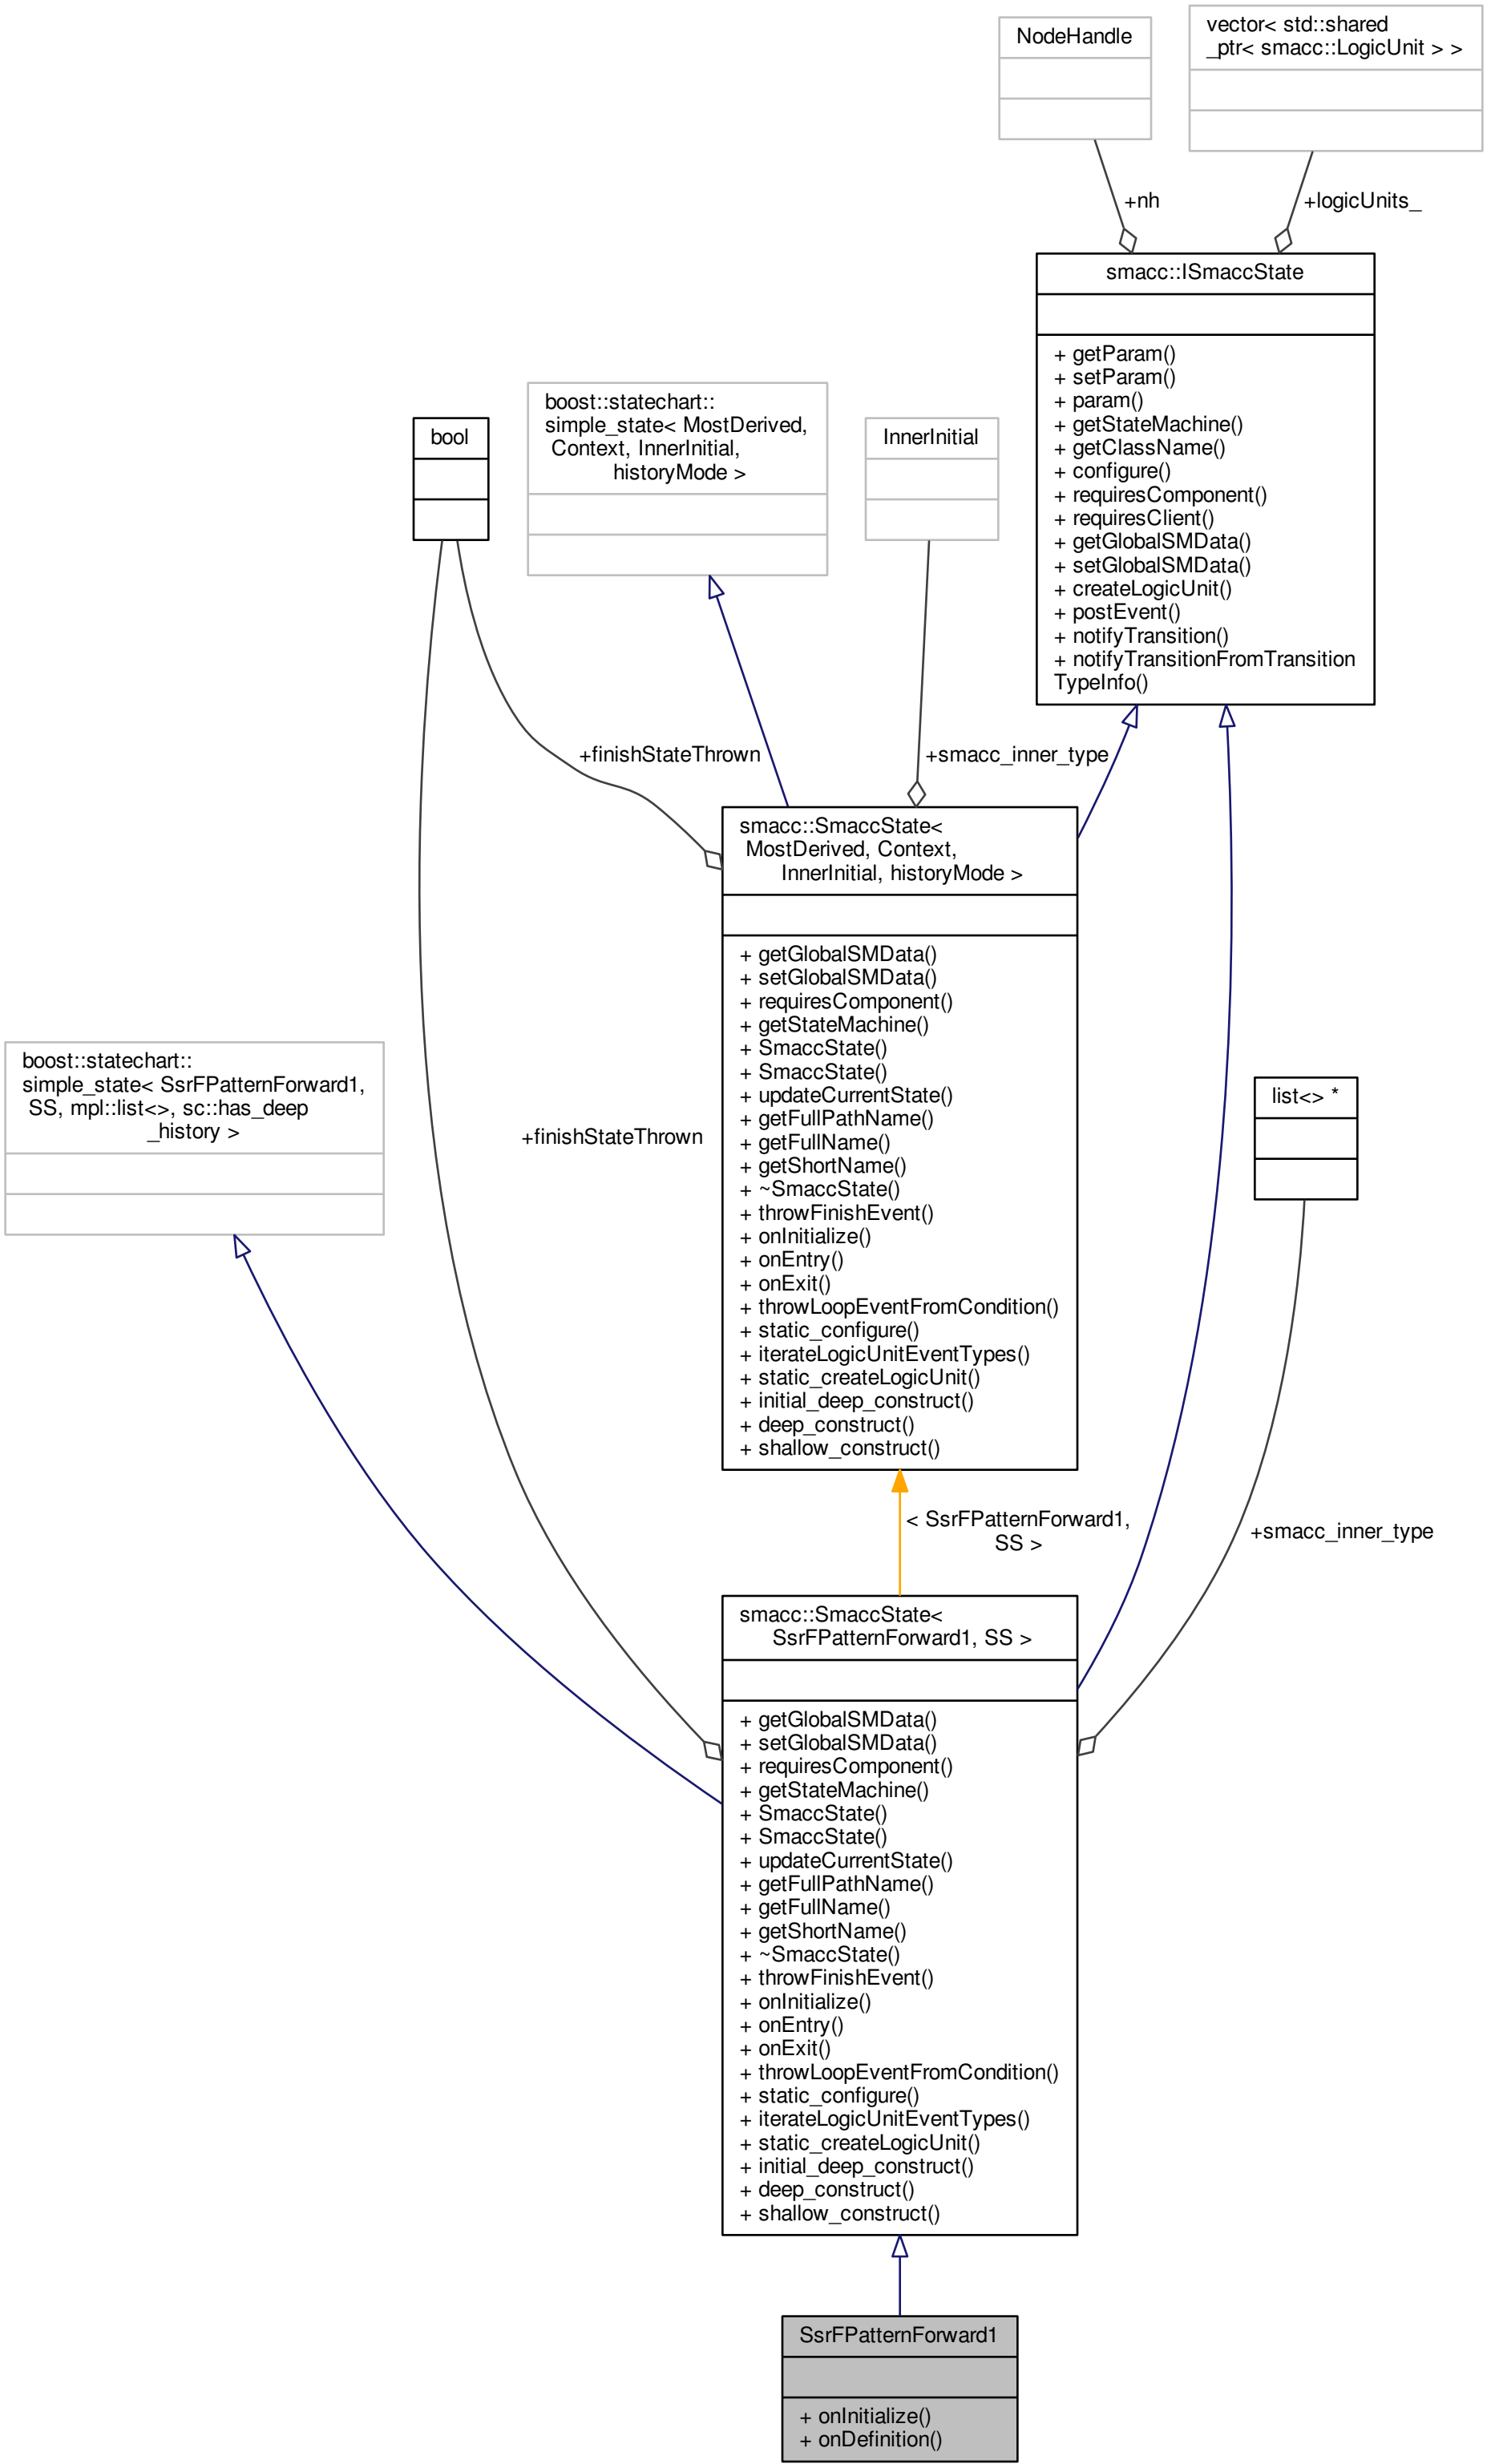 NodeHandle
vector< std::shared
_ptr< smacc::LogicUnit > >
+nh
+logicUnits_
smacc::ISmaccState
+ getParam()
+ setParam()
+ param()
+ getStateMachine()
+ getClassName()
+ configure()
+ requiresComponent()
+ requiresClient()
+ getGlobalSMData()
+ setGlobalSMData()
+ createLogicUnit()
+ postEvent()
+ notifyTransition()
+ notifyTransitionFromTransition
TypeInfo()
bool
boost::statechart::
simple_state< MostDerived,
Context, InnerInitial,
historyMode >
InnerInitial
+finishStateThrown
+smacc_inner_type
smacc::SmaccState<
MostDerived, Context,
InnerInitial, historyMode >
+ getGlobalSMData()
+ setGlobalSMData()
+ requiresComponent()
+ getStateMachine()
+ SmaccState()
+ SmaccState()
+ updateCurrentState()
+ getFullPathName()
+ getFullName()
+ getShortName()
+ ~SmaccState()
+ throwFinishEvent()
+ onInitialize()
+ onEntry()
+ onExit()
+ throwLoopEventFromCondition()
+ static_configure()
+ iterateLogicUnitEventTypes()
+ static_createLogicUnit()
+ initial_deep_construct()
+ deep_construct()
+ shallow_construct()
boost::statechart::
simple_state< SsrFPatternForward1,
SS, mpl::list<>, sc::has_deep
_history >
+finishStateThrown
list<> *
< SsrFPatternForward1,
SS >
+smacc_inner_type
smacc::SmaccState<
SsrFPatternForward1, SS >
+ getGlobalSMData()
+ setGlobalSMData()
+ requiresComponent()
+ getStateMachine()
+ SmaccState()
+ SmaccState()
+ updateCurrentState()
+ getFullPathName()
+ getFullName()
+ getShortName()
+ ~SmaccState()
+ throwFinishEvent()
+ onInitialize()
+ onEntry()
+ onExit()
+ throwLoopEventFromCondition()
+ static_configure()
+ iterateLogicUnitEventTypes()
+ static_createLogicUnit()
+ initial_deep_construct()
+ deep_construct()
+ shallow_construct()
SsrFPatternForward1
+ onInitialize()
+ onDefinition()